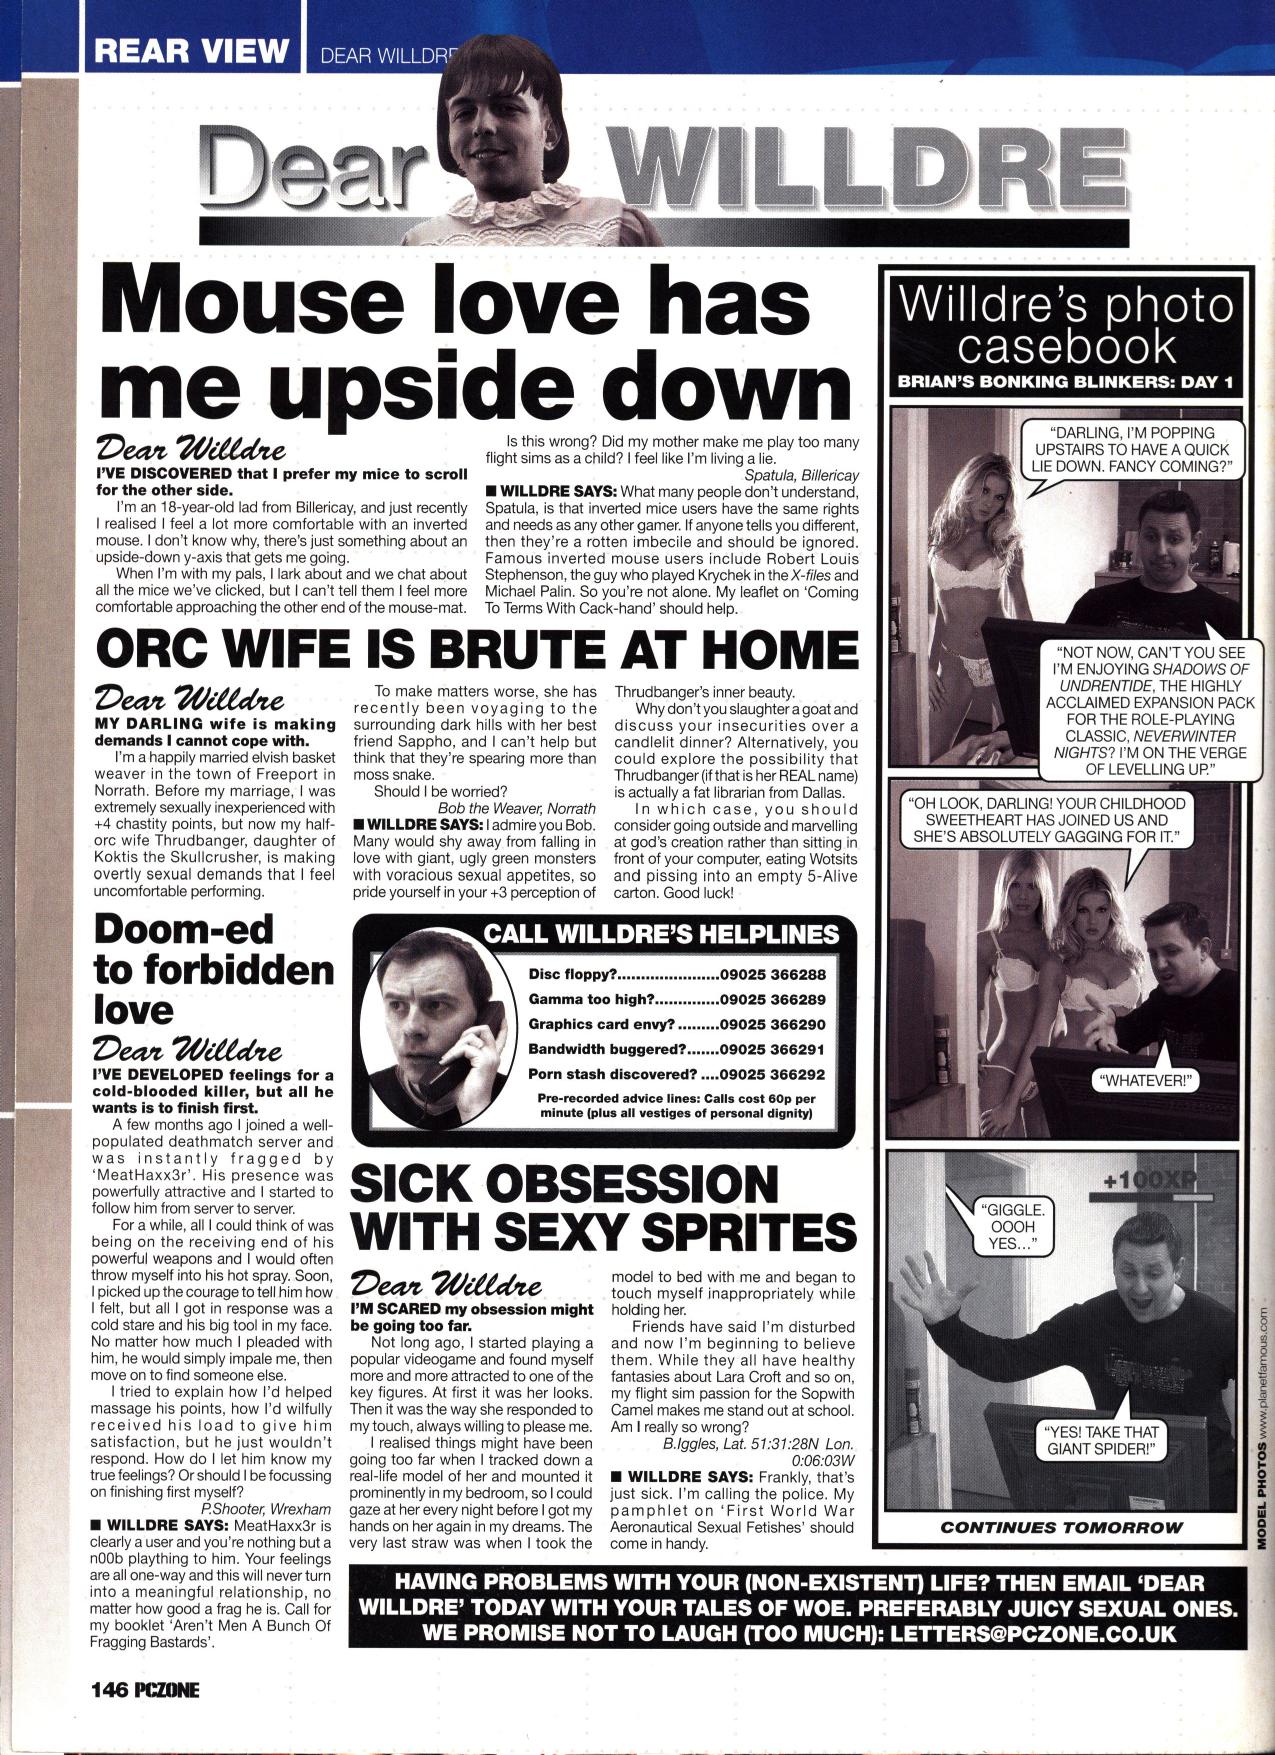 REAR VIEW
DEAR WILLDRE
Dear WILLDRE
Mouse love has
me upside down
Dear Willdre
I'VE DISCOVERED that I prefer my mice to scroll
for the other side.
I'm an 18-year-old lad from Billericay, and just recently
I realised I feel a lot more comfortable with an inverted
mouse. I don't know why, there's just something about an
upside-down y-axis that gets me going.
When I'm with my pals, I lark about and we chat about
all the mice we've clicked, but I can't tell them I feel more
comfortable approaching the other end of the mouse-mat.
Is this wrong? Did my mother make me play too many
flight sims as a child? I feel like I'm living a lie.
Spatula, Billericay
■ WILLDRE SAYS: What many people don't understand,
Spatula, is that inverted mice users have the same rights
and needs as any other gamer. If anyone tells you different,
then they're a rotten imbecile and should be ignored.
Famous inverted mouse users include Robert Louis
Stephenson, the guy who played Krychek in the X-files and
Michael Palin. So you're not alone. My leaflet on 'Coming
To Terms With Cack-hand' should help.
ORC WIFE IS BRUTE AT HOME
Dear Willdre
MY DARLING wife is making
demands I cannot cope with.
I'm a happily married elvish basket
weaver in the town of Freeport in
Norrath. Before my marriage, I was
extremely sexually inexperienced with
+4 chastity points, but now my half-
orc wife Thrudbanger, daughter of
Koktis the Skullcrusher, is making
overtly sexual demands that I feel
uncomfortable performing.
To make matters worse, she has
recently been voyaging to the
surrounding dark hills with her best
friend Sappho, and I can't help but
think that they're spearing more than
moss snake.
Should I be worried?
Bob the Weaver, Norrath
■ WILLDRE SAYS: I admire you Bob.
Many would shy away from falling in
love with giant, ugly green monsters
with voracious sexual appetites, so
pride yourself in your +3 perception of
Thrudbanger's inner beauty.
Why don't you slaughter a goat and
discuss your insecurities over a
candlelit dinner? Alternatively, you
could explore the possibility that
Thrudbanger (if that is her REAL name)
is actually a fat librarian from Dallas.
In which case, you should
consider going outside and marvelling
at god's creation rather than sitting in
front of your computer, eating Wotsits
and pissing into an empty 5-Alive
carton. Good luck!
Doom-ed
to forbidden
love
Dear Willdre
I'VE DEVELOPED feelings for a
cold-blooded killer, but all he
wants is to finish first.
A few months ago I joined a well-
populated deathmatch server and
was instantly fragged by
'MeatHaxx3r'. His presence was
powerfully attractive and I started to
follow him from server to server.
For a while, all I could think of was
being on the receiving end of his
powerful weapons and I would often
throw myself into his hot spray. Soon,
I picked up the courage to tell him how
I felt, but all I got in response was a
cold stare and his big tool in my face.
No matter how much I pleaded with
him, he would simply impale me, then
move on to find someone else.
I tried to explain how I'd helped
massage his points, how I'd wilfully
received his load to give him
satisfaction, but he just wouldn't
respond. How do I let him know my
true feelings? Or should I be focussing
on finishing first myself?
P.Shooter, Wrexham
■ WILLDRE SAYS: MeatHaxx3r is
clearly a user and you're nothing but a
n00b plaything to him. Your feelings
are all one-way and this will never turn
into a meaningful relationship, no
matter how good a frag he is. Call for
my booklet 'Aren't Men A Bunch Of
Fragging Bastards'.
CALL WILLDRE'S HELPLINES
Disc floppy?......................09025 366288
Gamma too high?..............09025 366289
Graphics card envy? .........09025 366290
Bandwidth buggered?.......09025 366291
Porn stash discovered? ....09025 366292
Pre-recorded advice lines: Calls cost 60p per
minute (plus all vestiges of personal dignity)
SICK OBSESSION
WITH SEXY SPRITES
Dear Willdre
I'M SCARED my obsession might
be going too far.
Not long ago, I started playing a
popular videogame and found myself
more and more attracted to one of the
key figures. At first it was her looks.
Then it was the way she responded to
my touch, always willing to please me.
I realised things might have been
going too far when I tracked down a
real-life model of her and mounted it
prominently in my bedroom, so I could
gaze at her every night before I got my
hands on her again in my dreams. The
very last straw was when I took the
model to bed with me and began to
touch myself inappropriately while
holding her.
Friends have said I'm disturbed
and now I'm beginning to believe
them. While they all have healthy
fantasies about Lara Croft and so on,
my flight sim passion for the Sopwith
Camel makes me stand out at school.
Am I really so wrong?
B.Iggles, Lat. 51:31:28N Lon.
0:06:03W
■ WILLDRE SAYS: Frankly, that's
just sick. I'm calling the police. My
pamphlet on 'First World War
Aeronautical Sexual Fetishes' should
come in handy.
Willdre's photo
casebook
BRIAN'S BONKING BLINKERS: DAY 1
"DARLING, I'M POPPING
UPSTAIRS TO HAVE A QUICK
LIE DOWN. FANCY COMING?"
"NOT NOW, CAN'T YOU SEE
I'M ENJOYING SHADOWS OF
UNDRENTIDE, THE HIGHLY
ACCLAIMED EXPANSION PACK
FOR THE ROLE-PLAYING
CLASSIC, NEVERWINTER
NIGHTS? I'M ON THE VERGE
OF LEVELLING UP."
"OH LOOK, DARLING! YOUR CHILDHOOD
SWEETHEART HAS JOINED US AND
SHE'S ABSOLUTELY GAGGING FOR IT."
"WHATEVER!"
+100XP
"GIGGLE.
OOOH
YES..."
"YES! TAKE THAT
GIANT SPIDER!"
CONTINUES TOMORROW
MODEL PHOTOS www.planetfamous.com
HAVING PROBLEMS WITH YOUR (NON-EXISTENT) LIFE? THEN EMAIL 'DEAR
WILLDRE' TODAY WITH YOUR TALES OF WOE. PREFERABLY JUICY SEXUAL ONES.
WE PROMISE NOT TO LAUGH (TOO MUCH): LETTERS@PCZONE.CO.UK
146 PCZONE